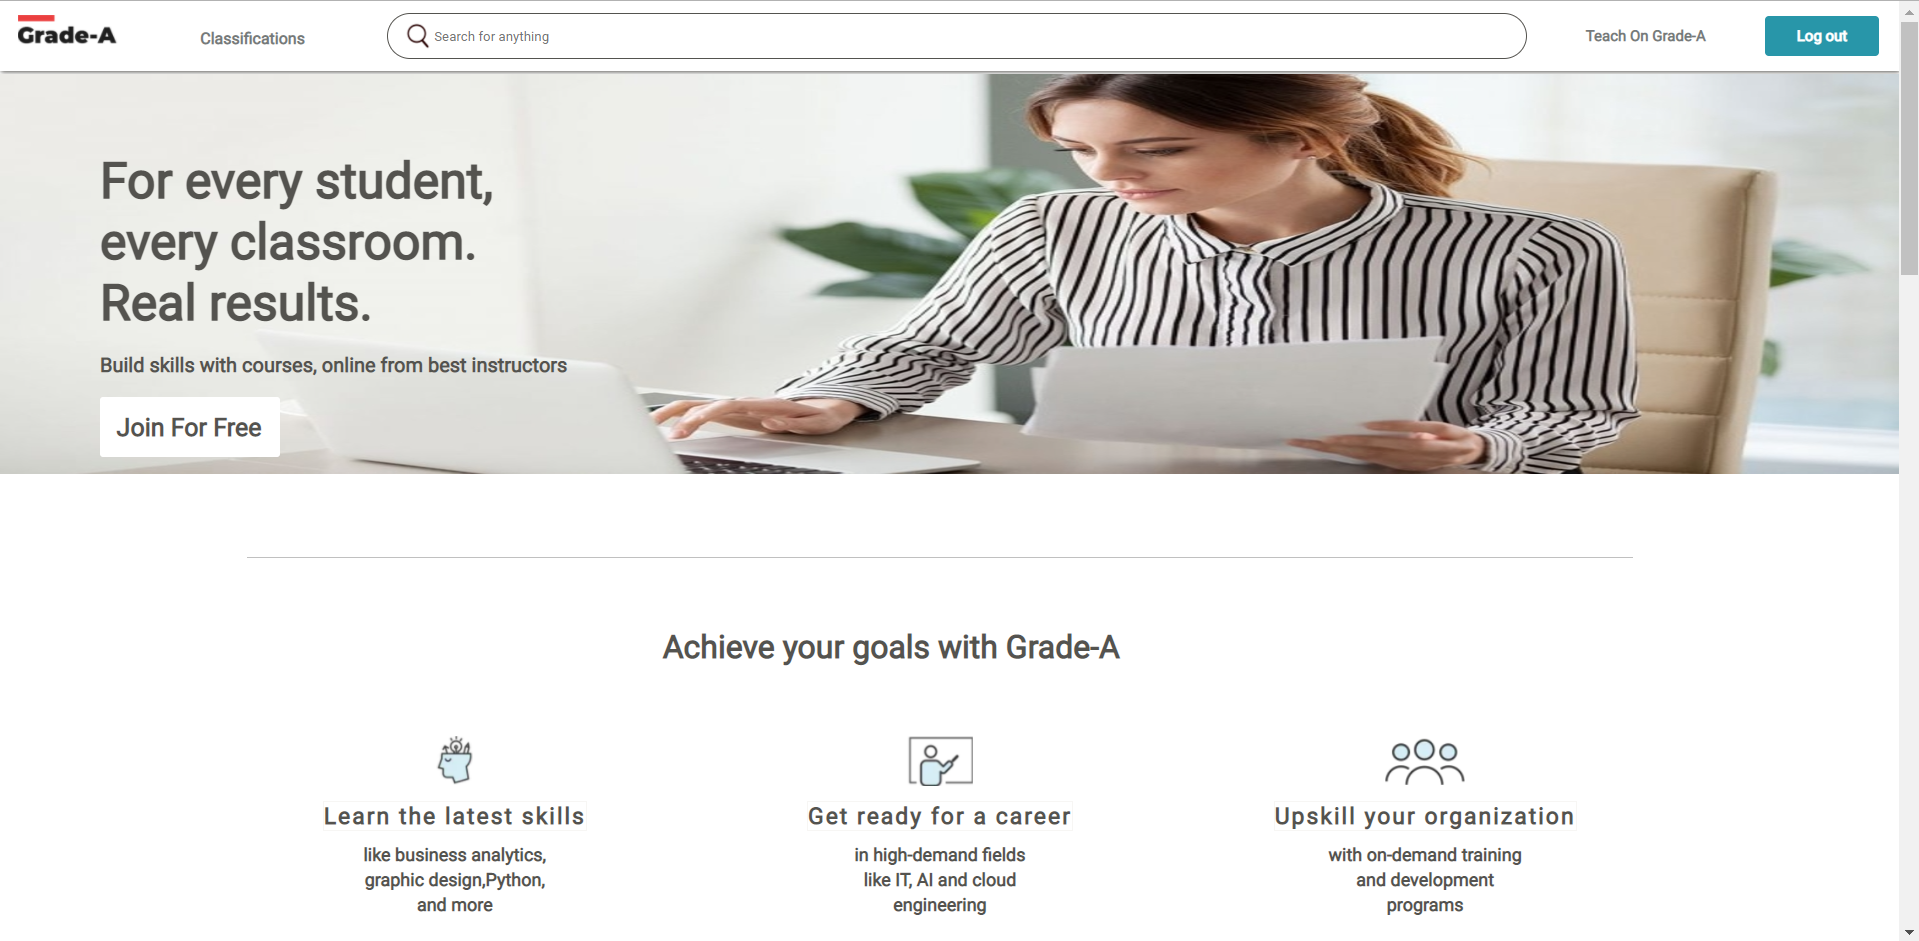 Grade-A
Classifications
Search for anything
Teach On Grade-A
Log out
For every student,
every classroom.
Real results.
Build skills with courses, online from best instructors
Join For Free
Achieve your goals with Grade-A
Learn the latest skills
like business analytics,
graphic design,Python,
and more
Get ready for a career
in high-demand fields
like IT, AI and cloud
engineering
Upskill your organization
with on-demand training
and development
programs